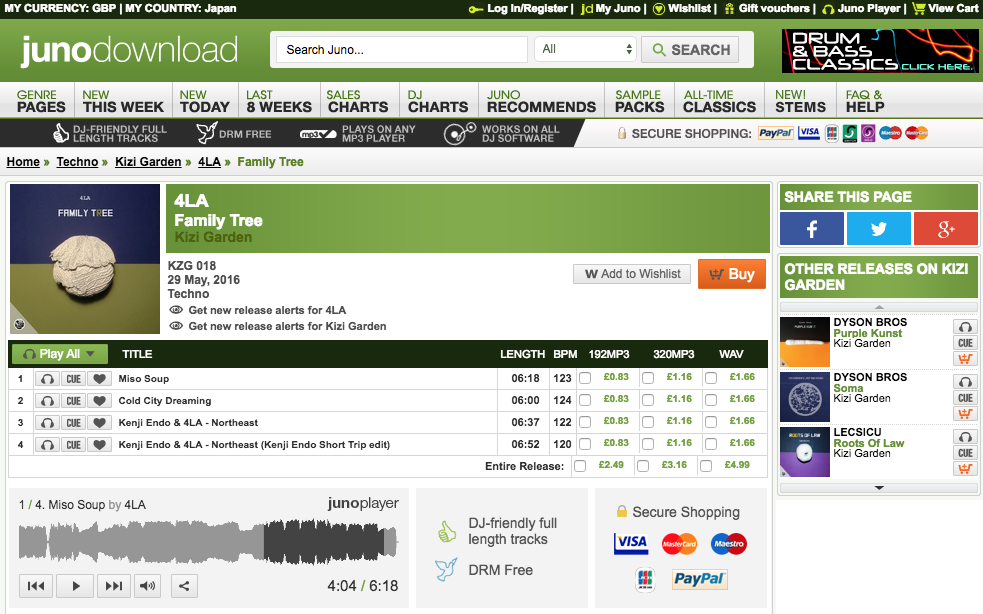 MY CURRENCY: GBP | MY COUNTRY: Japan
Log In/Register | jd My Juno | Wishlist | Gift vouchers | Juno Player | View Cart
junodownload
Search Juno...
All
SEARCH
DRUM & BASS CLASSICS CLICK HERE.
GENRE PAGES
NEW THIS WEEK
NEW TODAY
LAST 8 WEEKS
SALES CHARTS
DJ CHARTS
JUNO RECOMMENDS
SAMPLE PACKS
ALL-TIME CLASSICS
NEW! STEMS
FAQ & HELP
DJ-FRIENDLY FULL LENGTH TRACKS
DRM FREE
mp3 PLAYS ON ANY MP3 PLAYER
WORKS ON ALL DJ SOFTWARE
SECURE SHOPPING: PayPal VISA JCB Maestro MasterCard
Home » Techno » Kizi Garden » 4LA » Family Tree
4LA
FAMILY TREE
4LA
Family Tree
Kizi Garden
KZG 018
29 May, 2016
Techno
Get new release alerts for 4LA
Get new release alerts for Kizi Garden
W Add to Wishlist
Buy
Play All TITLE LENGTH BPM 192MP3 320MP3 WAV
1 CUE Miso Soup 06:18 123 £0.83 £1.16 £1.66
2 CUE Cold City Dreaming 06:00 124 £0.83 £1.16 £1.66
3 CUE Kenji Endo & 4LA - Northeast 06:37 122 £0.83 £1.16 £1.66
4 CUE Kenji Endo & 4LA - Northeast (Kenji Endo Short Trip edit) 06:52 120 £0.83 £1.16 £1.66
Entire Release: £2.49 £3.16 £4.99
1 / 4. Miso Soup by 4LA
junoplayer
4:04 / 6:18
DJ-friendly full
length tracks
DRM Free
Secure Shopping
VISA MasterCard Maestro
JCB PayPal
SHARE THIS PAGE
f g+
OTHER RELEASES ON KIZI
GARDEN
DYSON BROS
Purple Kunst
Kizi Garden
CUE
DYSON BROS
Soma
Kizi Garden
CUE
ROOTS OF LAW
LECSICU
Roots Of Law
Kizi Garden
CUE